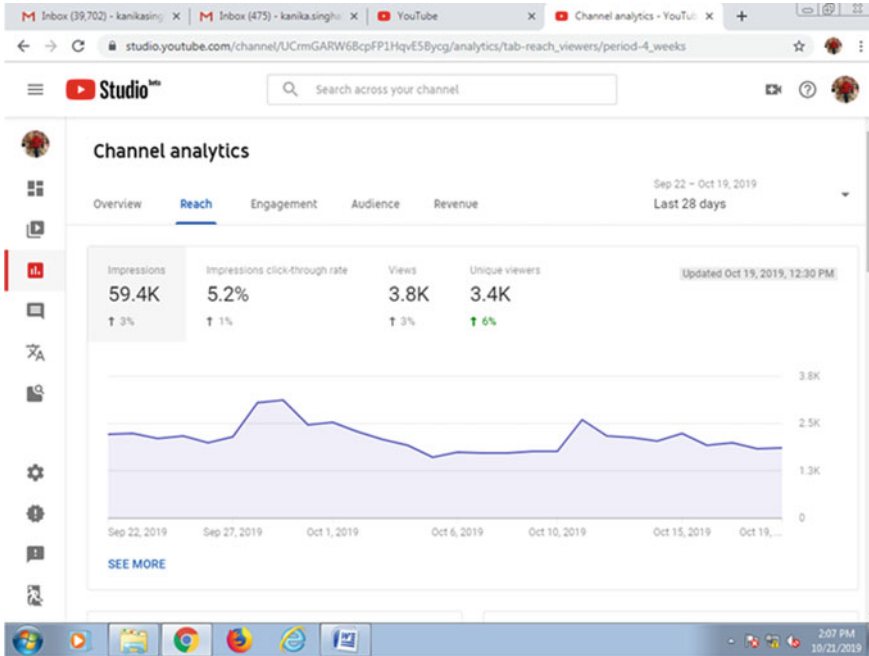 Inbox (39,702) - kanikasing
Inbox (475) - kanika.singha
YouTube
Channel analytics - YouTub
studio.youtube.com/channel/UCrmGARW6BcpFP1HqvE5Bycg/analytics/tab-reach_viewers/period-4_weeks
Studio beta
Search across your channel
Channel analytics
Sep 22 – Oct 19, 2019
Overview Reach Engagement Audience Revenue
Last 28 days
Impressions Impressions click-through rate Views Unique viewers
Updated Oct 19, 2019, 12:30 PM
59.4K 5.2% 3.8K 3.4K
↑ 3% ↑ 1% ↑ 3% ↑ 6%
3.8K
2.5K
1.3K
0
Sep 22, 2019 Sep 27, 2019 Oct 1, 2019 Oct 6, 2019 Oct 10, 2019 Oct 15, 2019 Oct 19, ...
SEE MORE
2:07 PM
10/21/2019